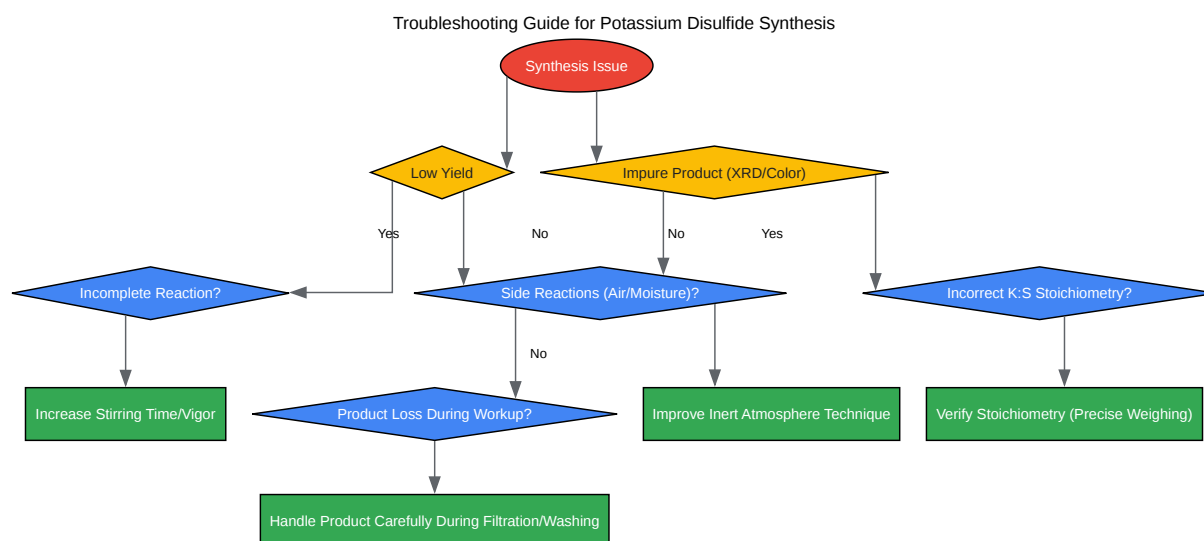 Troubleshooting Guide for Potassium Disulfide Synthesis
Synthesis Issue
Low Yield
Impure Product (XRD/Color)
Yes
No
No
Yes
Incomplete Reaction?
Side Reactions (Air/Moisture)?
Incorrect K:S Stoichiometry?
No
Increase Stirring Time/Vigor
Product Loss During Workup?
Improve Inert Atmosphere Technique
Verify Stoichiometry (Precise Weighing)
Handle Product Carefully During Filtration/Washing